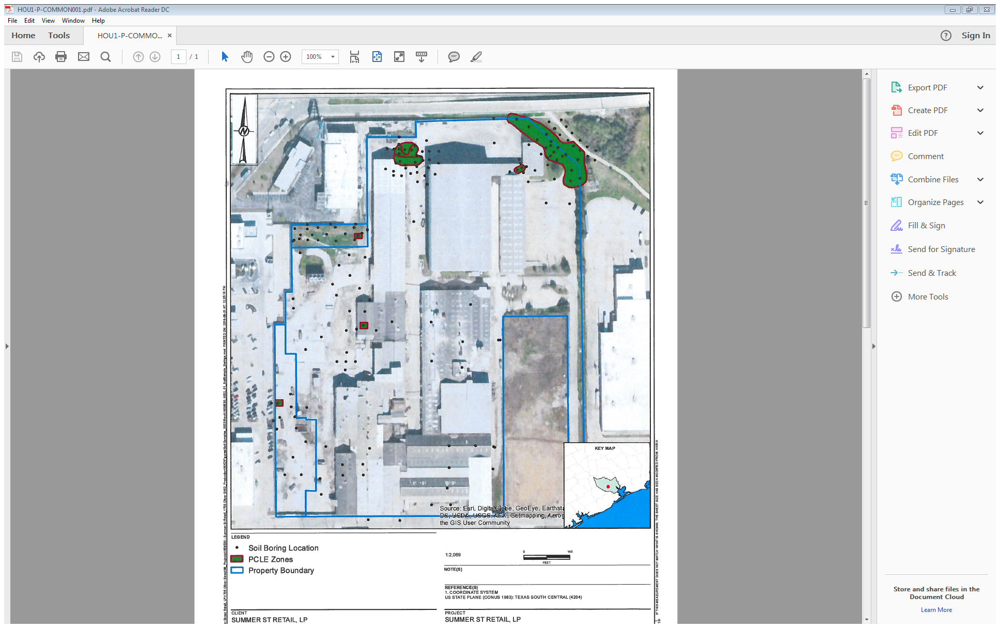 HOU1-P-COMMON001.pdf - Adobe Acrobat Reader DC
File Edit View Window Help
Home Tools HOU1-P-COMMO... ×
Sign In
1 / 1 100%
Export PDF
Create PDF
Edit PDF
Comment
Combine Files
Organize Pages
Fill & Sign
Send for Signature
Send & Track
More Tools
Store and share files in the
Document Cloud
Learn More
N
KEY MAP
Source: Esri, DigitalGlobe, GeoEye, Earthsta
DS, USDA, USGS, AEX, Getmapping, Aerog
the GIS User Community
LEGEND
Soil Boring Location
PCLE Zones
Property Boundary
1:2,089
0 140
FEET
NOTE(S)
REFERENCE(S)
1. COORDINATE SYSTEM
US STATE PLANE (CONUS 1983): TEXAS SOUTH CENTRAL (4204)
CLIENT
SUMMER ST RETAIL, LP
PROJECT
SUMMER ST RETAIL, LP
IF THIS MEASUREMENT DOES NOT MATCH WHAT IS SHOWN, THE SHEET SIZE HAS BEEN MODIFIED FROM: ANSI A